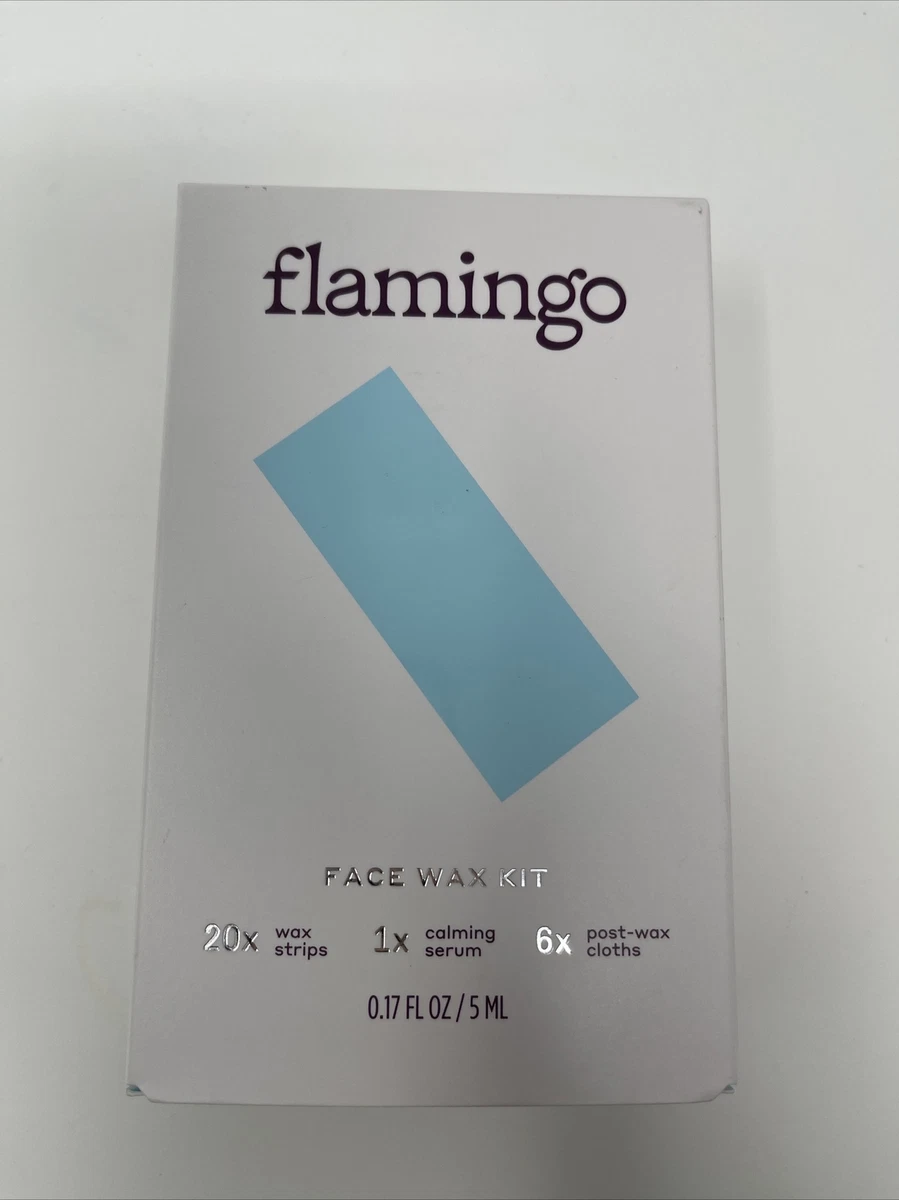 flamingo
FACE WAX KIT
20x wax strips 1x calming serum 6x post-wax cloths
0.17 FL OZ / 5 ML